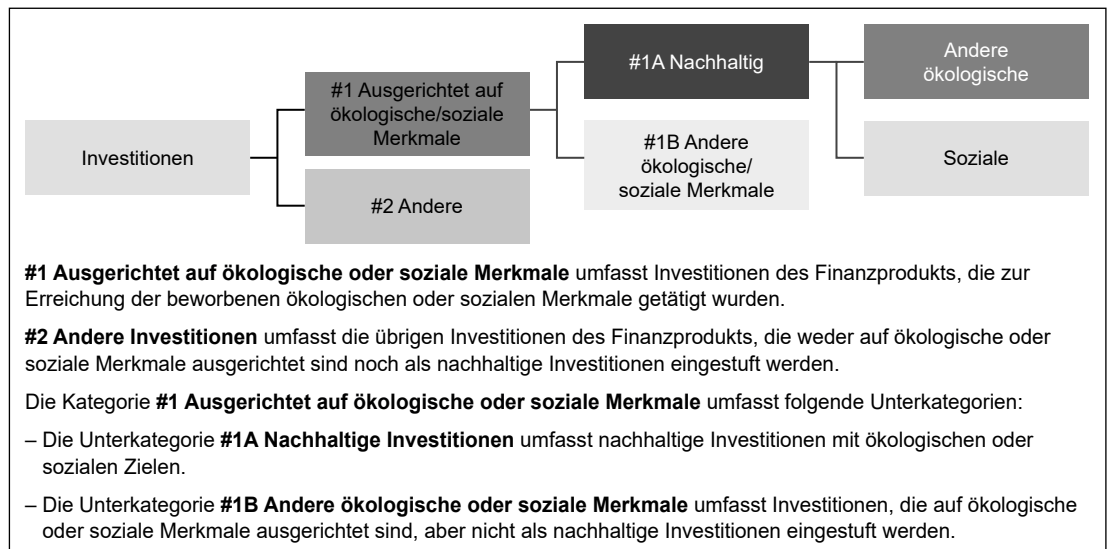 Investitionen
#1 Ausgerichtet auf
ökologische/soziale
Merkmale
#2 Andere
#1A Nachhaltig
#1B Andere
ökologische/
soziale Merkmale
Andere
ökologische
Soziale
#1 Ausgerichtet auf ökologische oder soziale Merkmale umfasst Investitionen des Finanzprodukts, die zur
Erreichung der beworbenen ökologischen oder sozialen Merkmale getätigt wurden.
#2 Andere Investitionen umfasst die übrigen Investitionen des Finanzprodukts, die weder auf ökologische oder
soziale Merkmale ausgerichtet sind noch als nachhaltige Investitionen eingestuft werden.
Die Kategorie #1 Ausgerichtet auf ökologische oder soziale Merkmale umfasst folgende Unterkategorien:
– Die Unterkategorie #1A Nachhaltige Investitionen umfasst nachhaltige Investitionen mit ökologischen oder
sozialen Zielen.
– Die Unterkategorie #1B Andere ökologische oder soziale Merkmale umfasst Investitionen, die auf ökologische
oder soziale Merkmale ausgerichtet sind, aber nicht als nachhaltige Investitionen eingestuft werden.